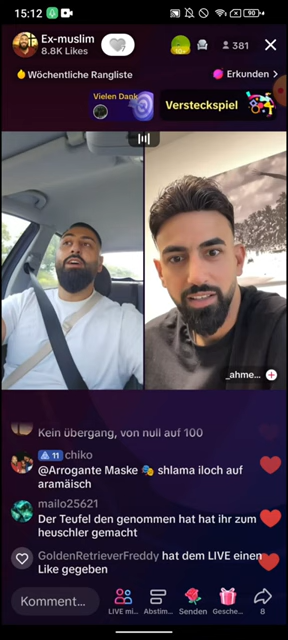 15:12
90
Ex-muslim
8.8K Likes
381
Wöchentliche Rangliste
Erkunden >
Vielen Dank
Versteckspiel
_ahme...
Kein übergang, von null auf 100
11 chiko
@Arrogante Maske 🎭 shlama iloch auf
aramäisch
mailo25621
Der Teufel den genommen hat hat ihr zum
heuschler gemacht
GoldenRetrieverFreddy hat dem LIVE einen
Like gegeben
Komment...
LIVE mi...
Abstim...
Senden
Gesche...
8